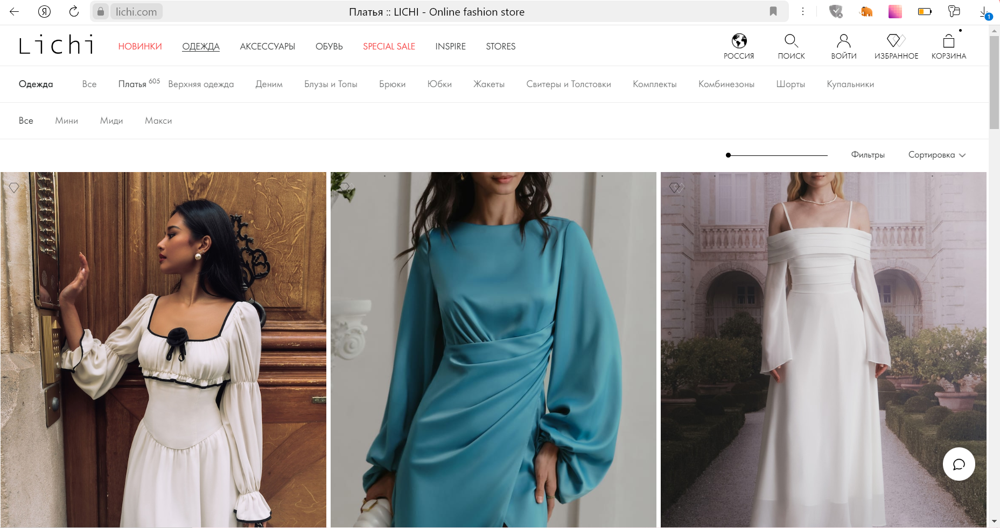 Я lichi.com Платья :: LICHI - Online fashion store 1
Lichi НОВИНКИ ОДЕЖДА АКСЕССУАРЫ ОБУВЬ SPECIAL SALE INSPIRE STORES РОССИЯ ПОИСК ВОЙТИ ИЗБРАННОЕ КОРЗИНА
Одежда Все Платья 605 Верхняя одежда Деним Блузы и Топы Брюки Юбки Жакеты Свитеры и Толстовки Комплекты Комбинезоны Шорты Купальники
Все Мини Миди Макси
Фильтры Сортировка